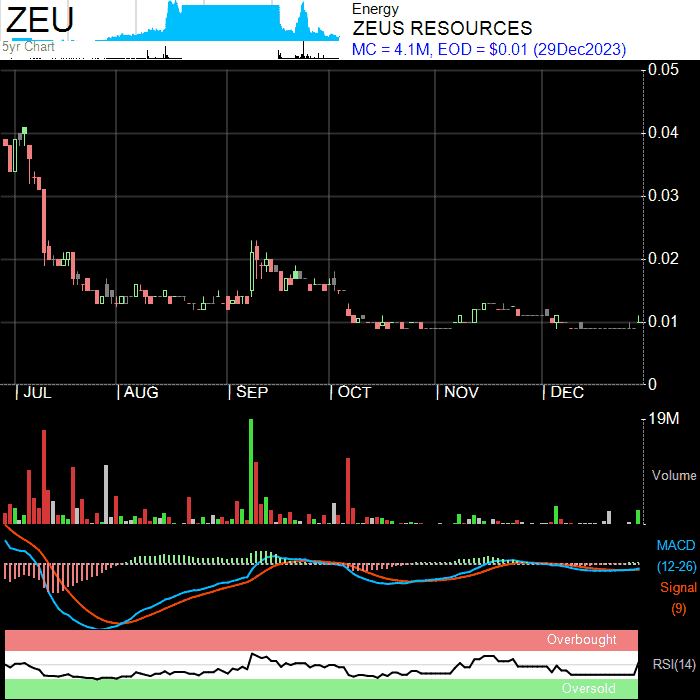 ZEU
5yr Chart
Energy
ZEUS RESOURCES
MC = 4.1M, EOD = $0.01 (29Dec2023)
0.05
0.04
0.03
0.02
0.01
0
JUL AUG SEP OCT NOV DEC
19M
Volume
MACD
(12-26)
Signal
(9)
Overbought
RSI(14)
Oversold